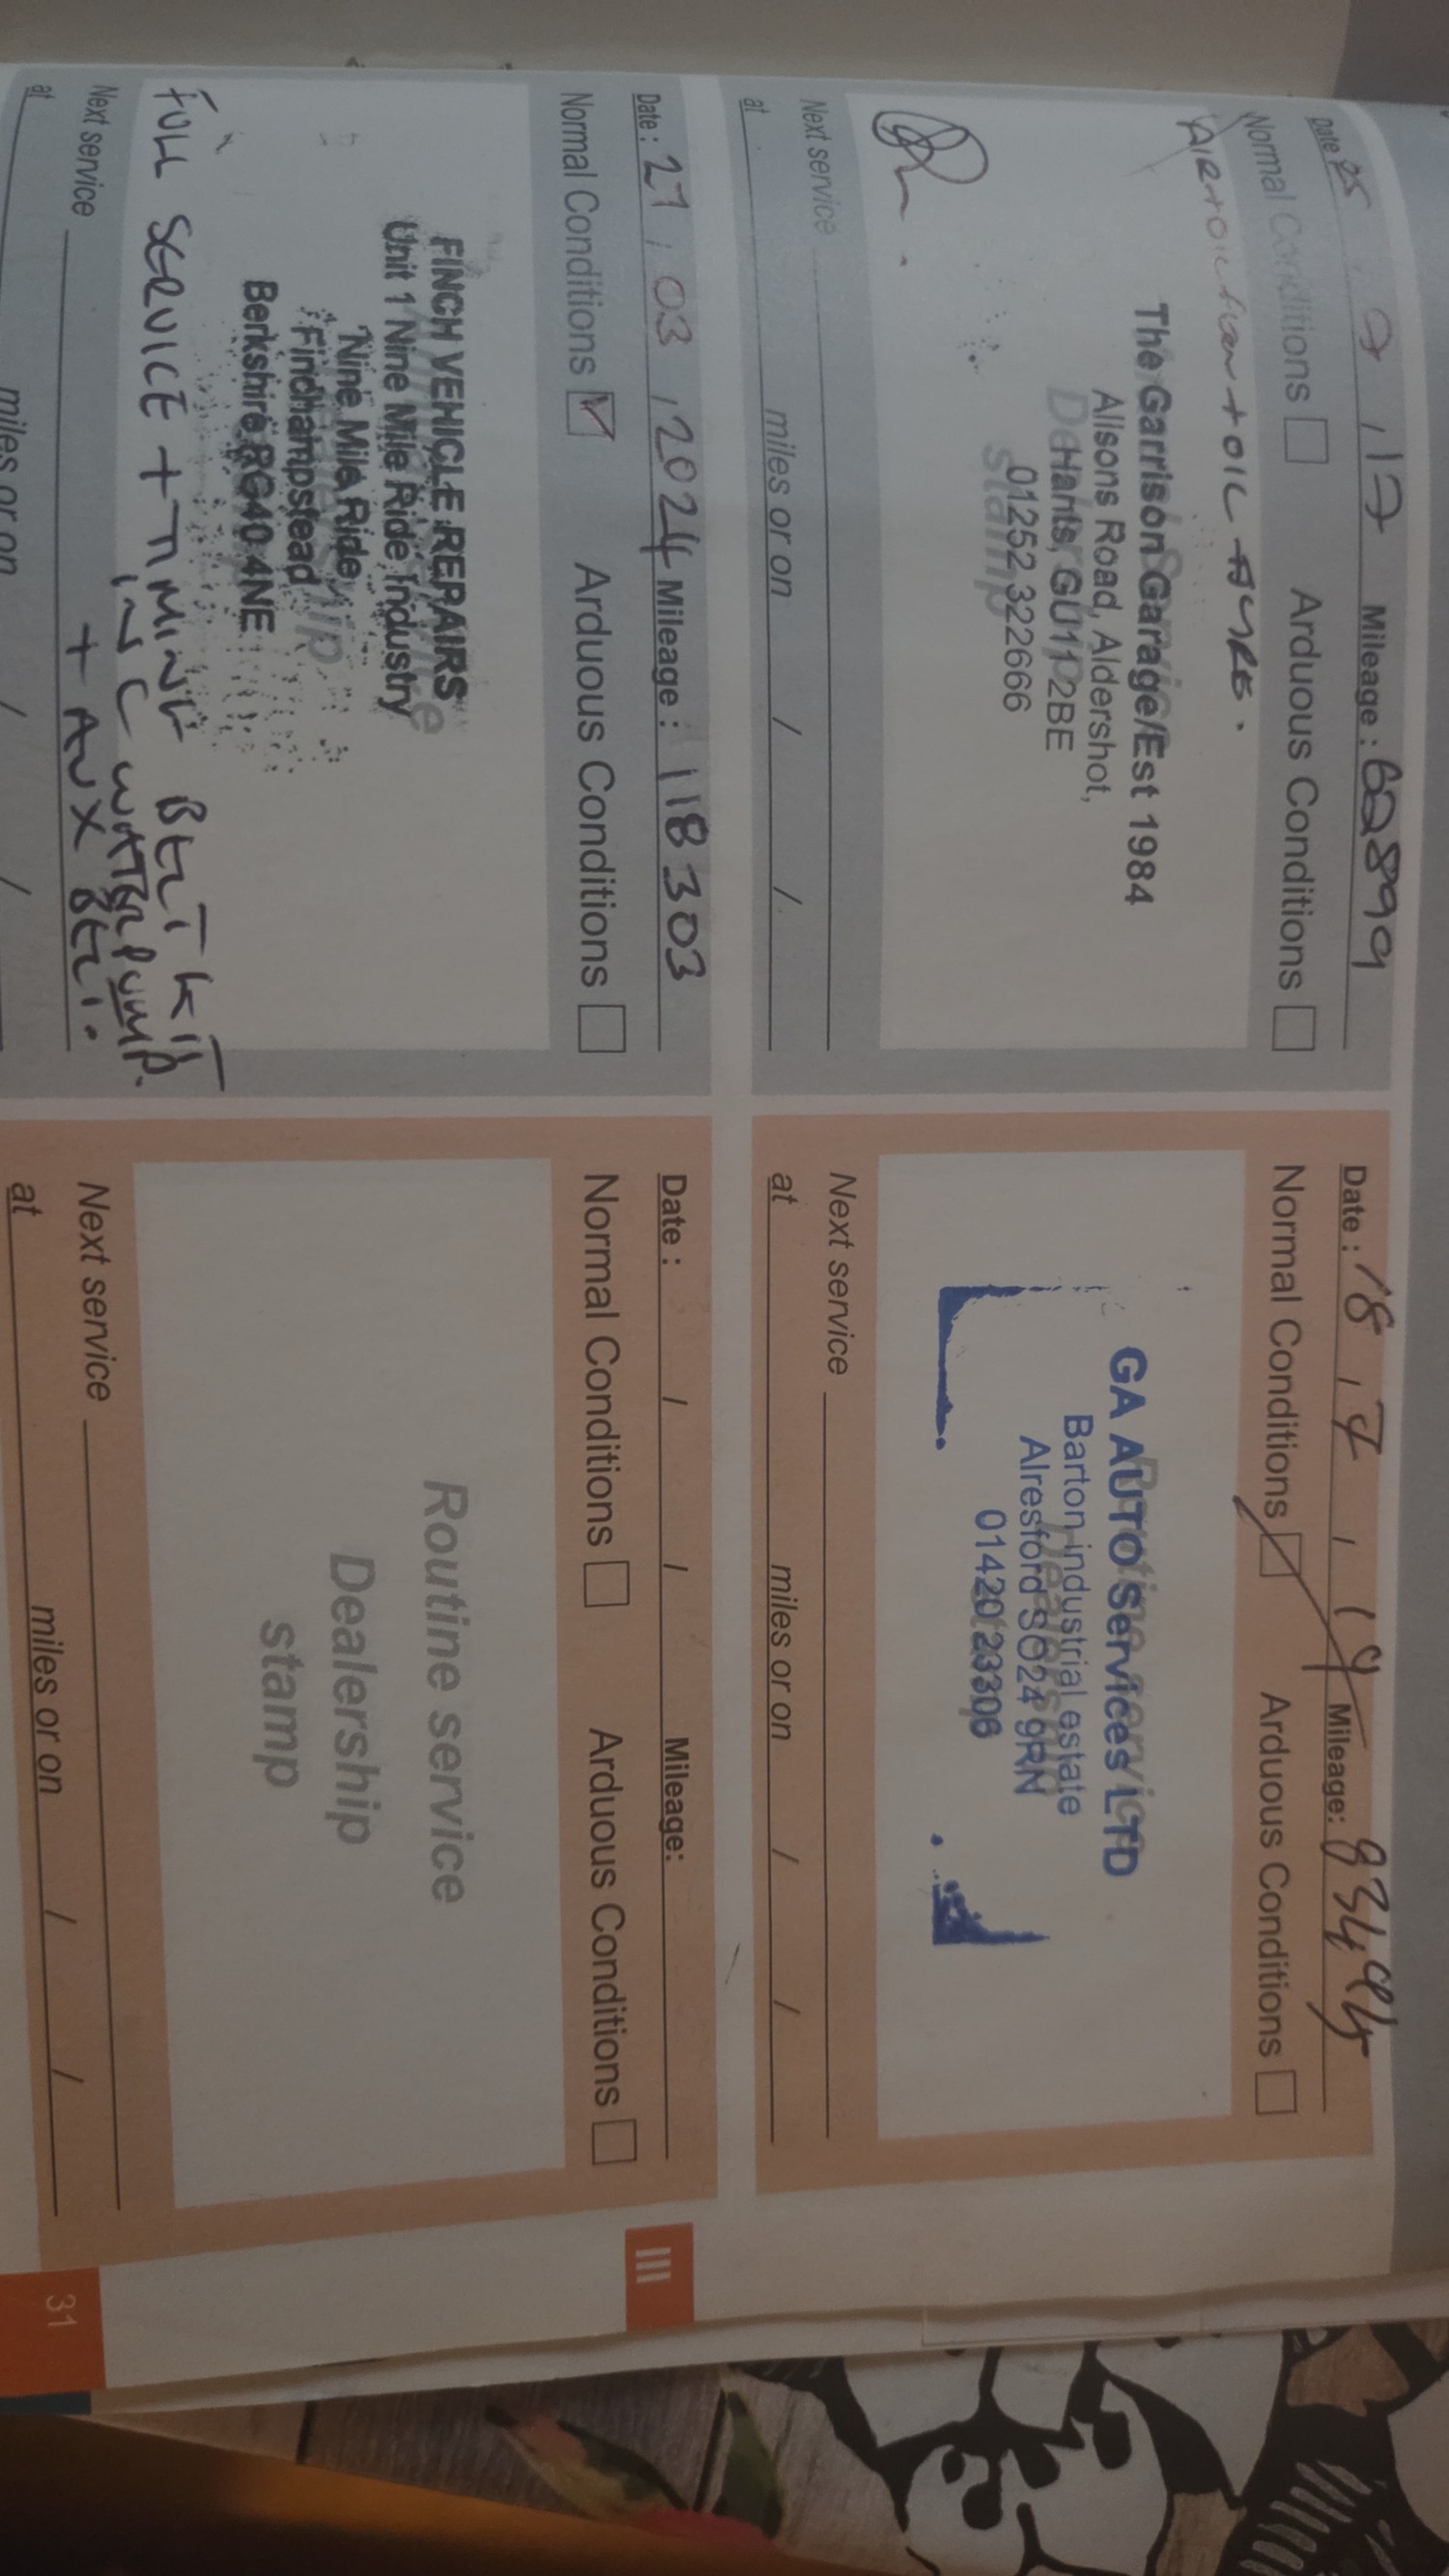 Date 25 / 9 / 17 Mileage : 62899
Normal Conditions Arduous Conditions
AIR + OIL + OIL
The Garrison Garage/Est 1984
Alisons Road, Aldershot,
Hants, GU11 2BE
01252 322666
Next service
at miles or on / /
Date : 18 / 7 / 19 Mileage: 83494
Normal Conditions Arduous Conditions
GA AUTO Services LTD
Barton industrial estate
Alresford SO24 9RN
01420 23306
Next service
at miles or on / /
Date : 27 / 03 / 2024 Mileage : 118303
Normal Conditions Arduous Conditions
FINCH VEHICLE REPAIRS
Unit 1 Nine Mile Ride Industry
Nine Mile Ride
Finchampstead
Berkshire RG40 4NE
FULL SERVICE + TIMING BELT KIT
INC WATER PUMP.
+ AUX BELT.
Next service
at miles or on / /
Date : / / Mileage:
Normal Conditions Arduous Conditions
Routine service
Dealership
stamp
Next service
at miles or on / /
III
31